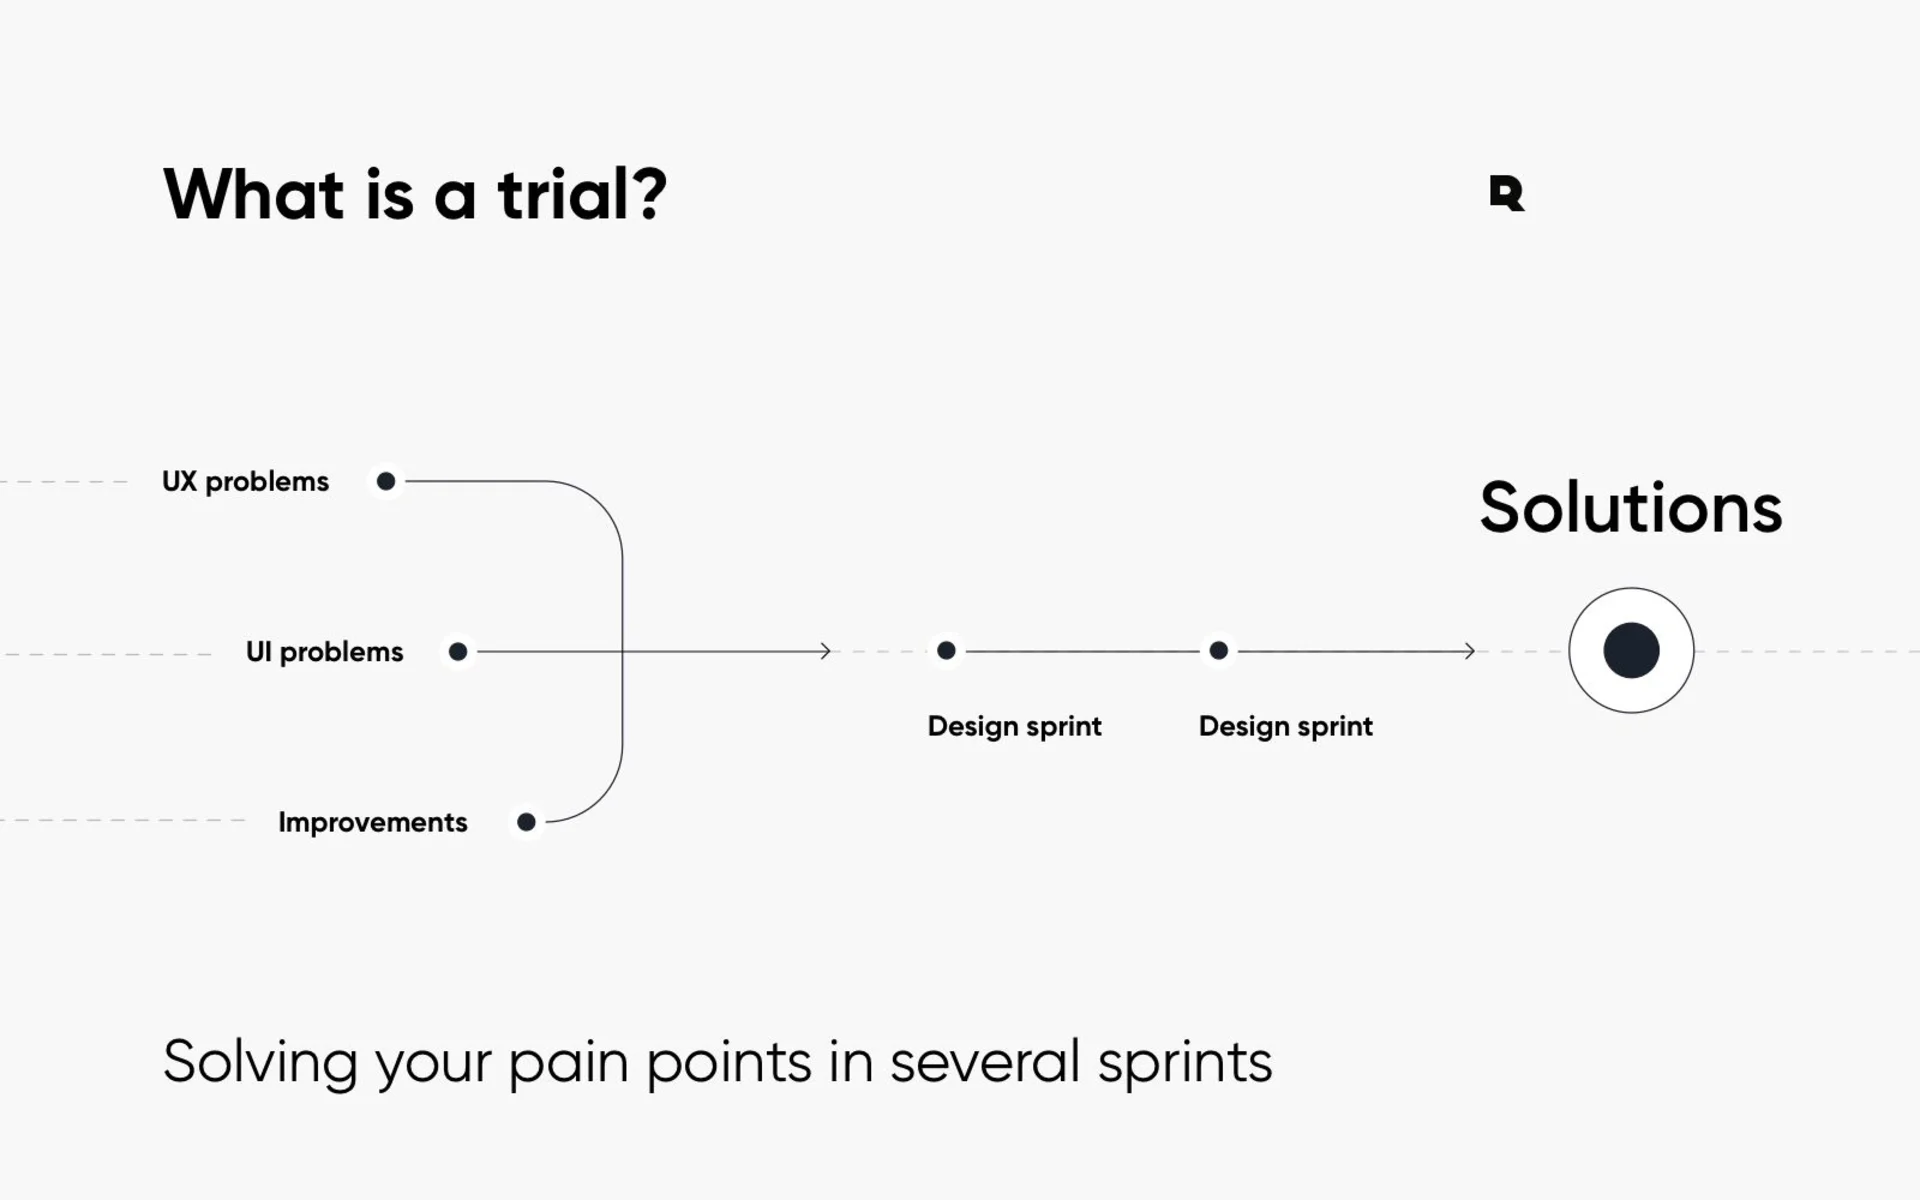 What is a trial?
R
UX problems
Solutions
UI problems
Design sprint
Design sprint
Improvements
Solving your pain points in several sprints